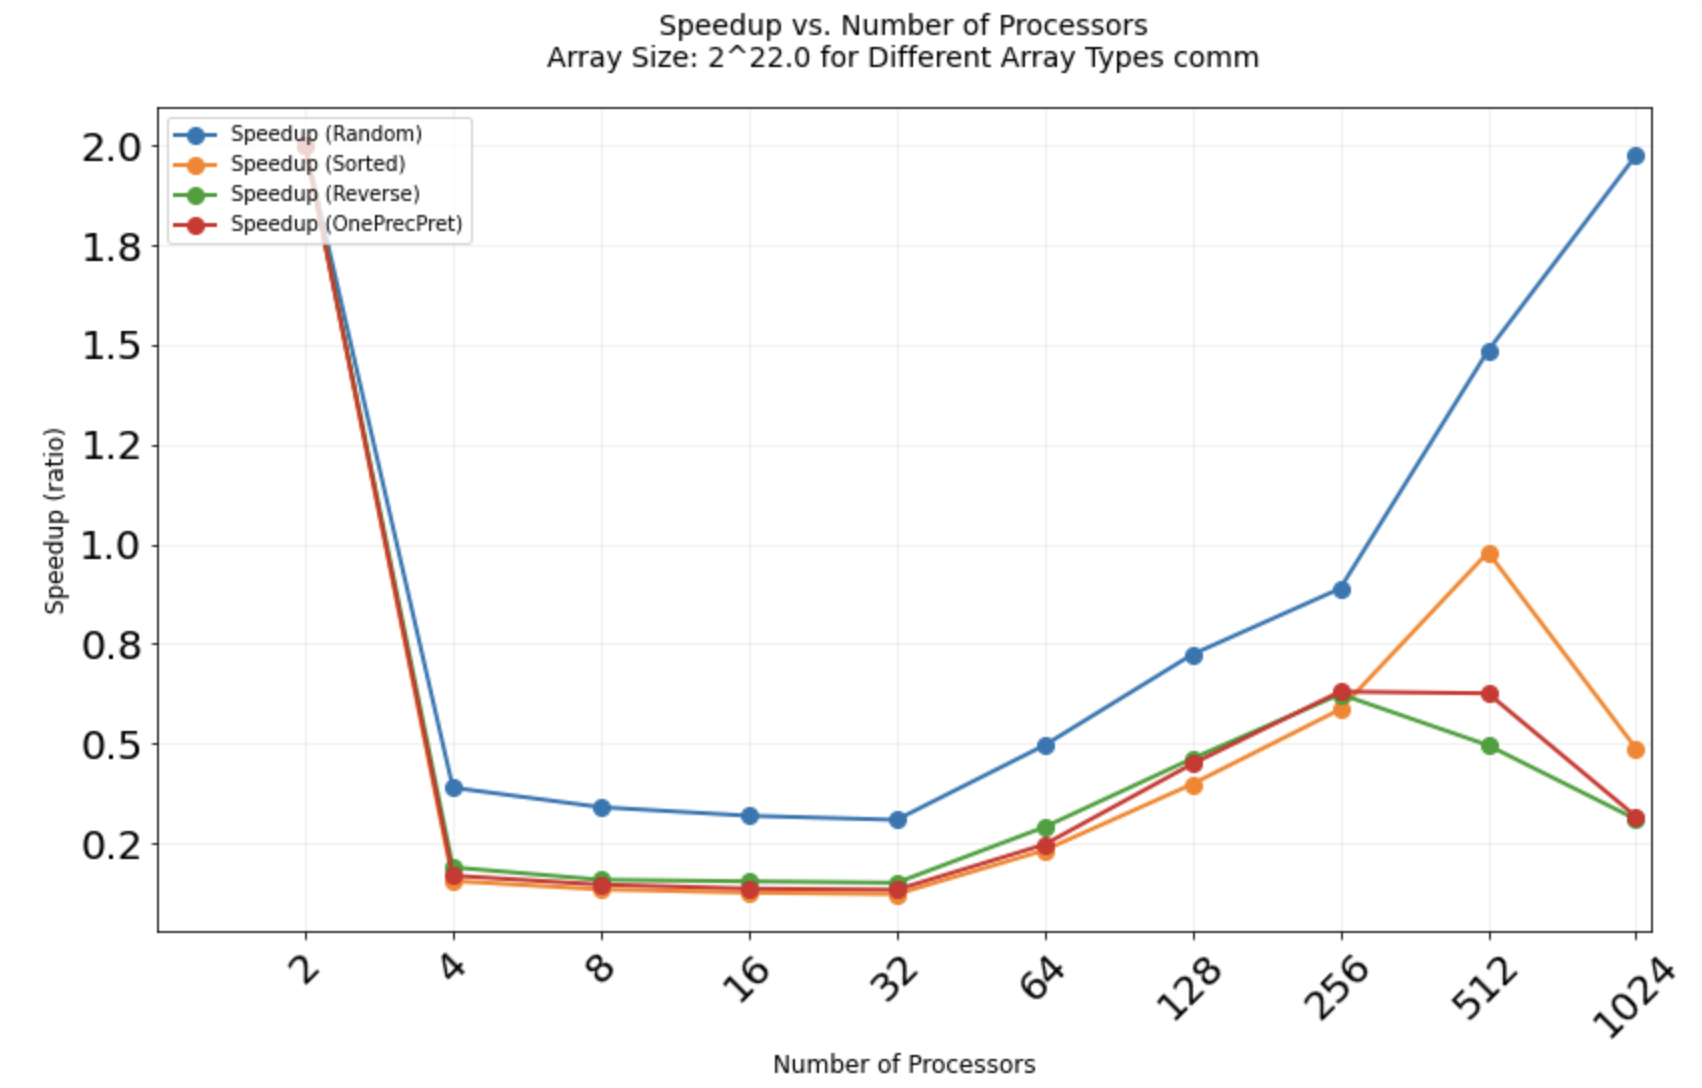 Speedup vs. Number of Processors
Array Size: 2^22.0 for Different Array Types comm
Speedup (Random)
Speedup (Sorted)
Speedup (Reverse)
Speedup (OnePrecPret)
2.0
1.8
1.5
1.2
1.0
0.8
0.5
0.2
Speedup (ratio)
2
4
8
16
32
64
128
256
512
1024
Number of Processors